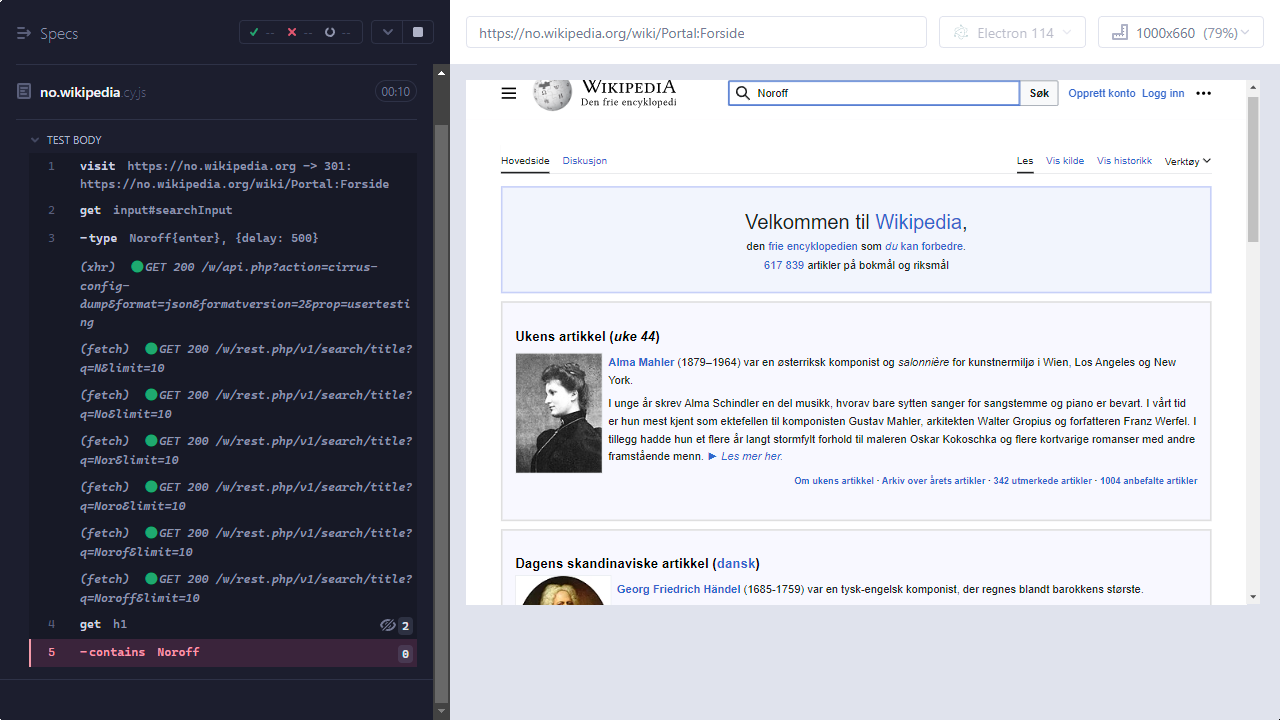 Specs
-- -- --
no.wikipedia.cy.js 00:10
TEST BODY
1 visit https://no.wikipedia.org -> 301:
https://no.wikipedia.org/wiki/Portal:Forside
2 get input#searchInput
3 -type Noroff{enter}, {delay: 500}
(xhr) GET 200 /w/api.php?action=cirrus-
config-
dump&format=json&formatversion=2&prop=usertesti
ng
(fetch) GET 200 /w/rest.php/v1/search/title?
q=N&limit=10
(fetch) GET 200 /w/rest.php/v1/search/title?
q=No&limit=10
(fetch) GET 200 /w/rest.php/v1/search/title?
q=Nor&limit=10
(fetch) GET 200 /w/rest.php/v1/search/title?
q=Noro&limit=10
(fetch) GET 200 /w/rest.php/v1/search/title?
q=Norof&limit=10
(fetch) GET 200 /w/rest.php/v1/search/title?
q=Noroff&limit=10
4 get h1 2
5 -contains Noroff 0
https://no.wikipedia.org/wiki/Portal:Forside
Electron 114
1000x660 (79%)
WIKIPEDIA
Den frie encyklopedi
Noroff
Søk
Opprett konto Logg inn
Hovedside Diskusjon
Les Vis kilde Vis historikk Verktøy
Velkommen til Wikipedia,
den frie encyklopedien som du kan forbedre.
617 839 artikler på bokmål og riksmål
Ukens artikkel (uke 44)
Alma Mahler (1879–1964) var en østerriksk komponist og salonnière for kunstnermiljø i Wien, Los Angeles og New
York.
I unge år skrev Alma Schindler en del musikk, hvorav bare sytten sanger for sangstemme og piano er bevart. I vårt tid
er hun mest kjent som ektefellen til komponisten Gustav Mahler, arkitekten Walter Gropius og forfatteren Franz Werfel. I
tillegg hadde hun et flere år langt stormfylt forhold til maleren Oskar Kokoschka og flere kortvarige romanser med andre
framstående menn. ► Les mer her.
Om ukens artikkel · Arkiv over årets artikler · 342 utmerkede artikler · 1004 anbefalte artikler
Dagens skandinaviske artikkel (dansk)
Georg Friedrich Händel (1685-1759) var en tysk-engelsk komponist, der regnes blandt barokkens største.